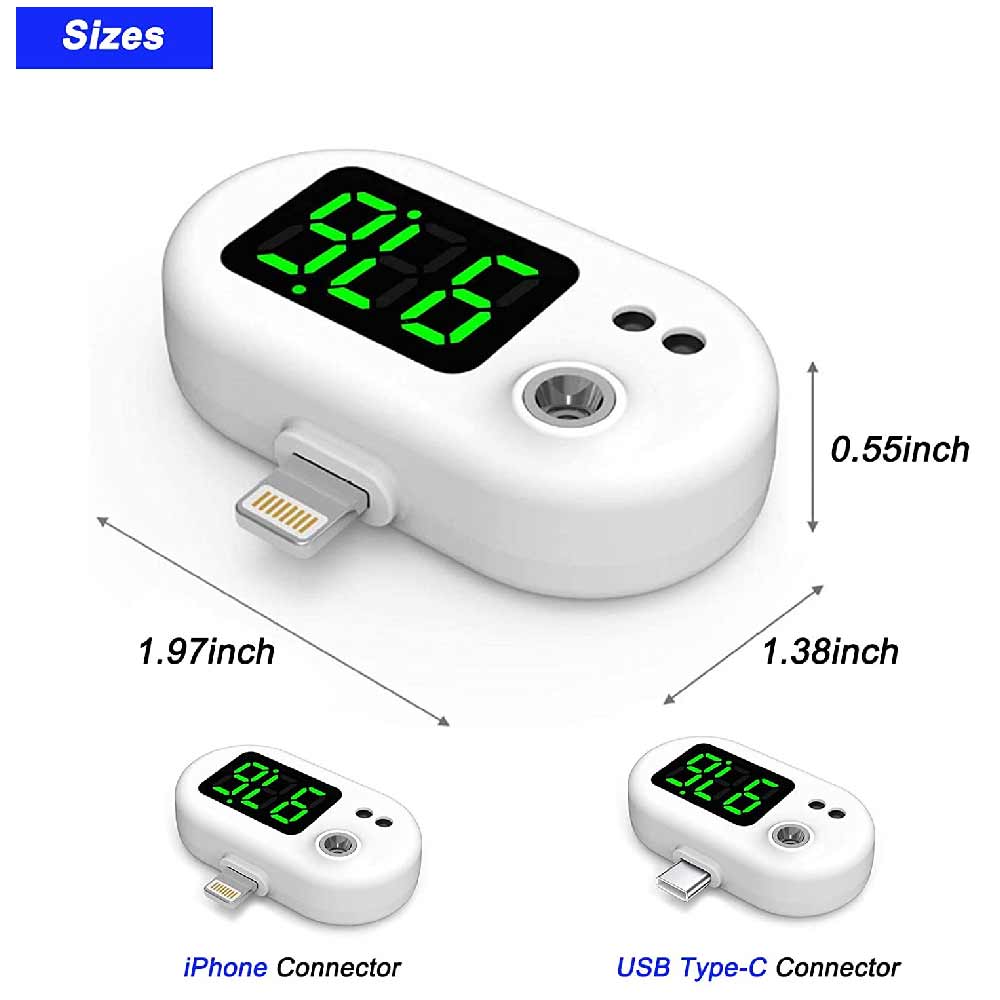 Sizes
0.55inch
1.97inch
1.38inch
iPhone Connector
USB Type-C Connector